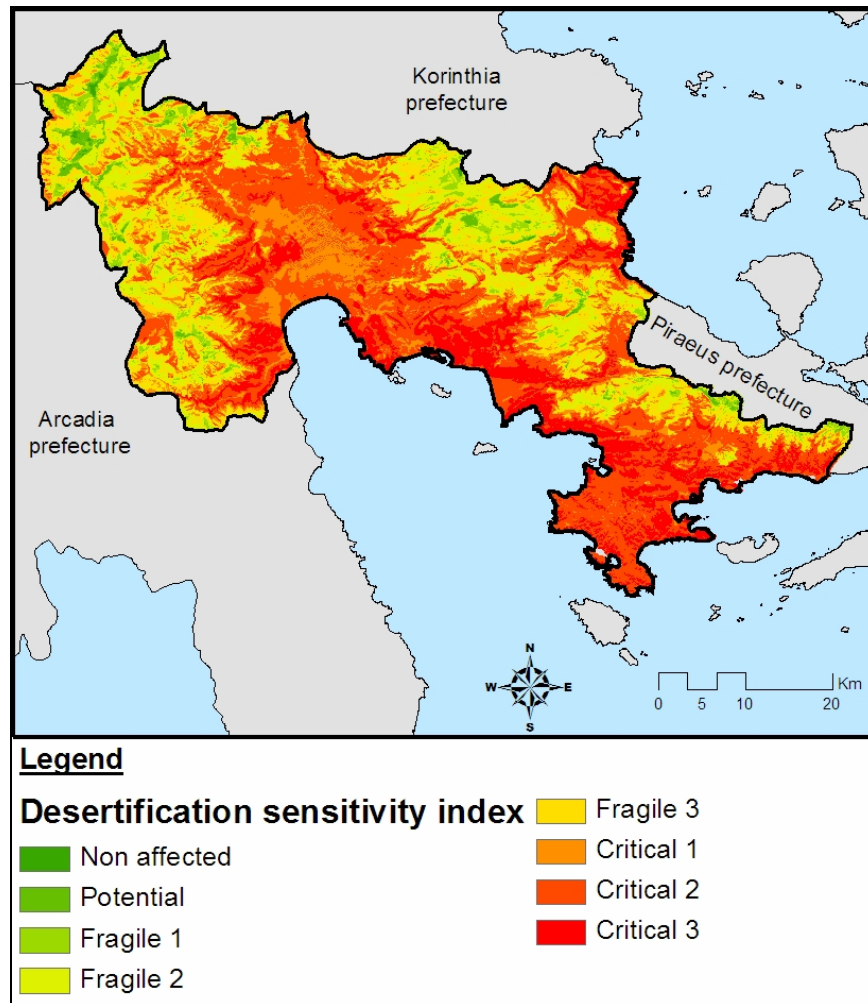 Korinthia
prefecture
Piraeus prefecture
Arcadia
prefecture
N
W E
S
Km
0 5 10 20
Legend
Desertification sensitivity index
Non affected
Potential
Fragile 1
Fragile 2
Fragile 3
Critical 1
Critical 2
Critical 3